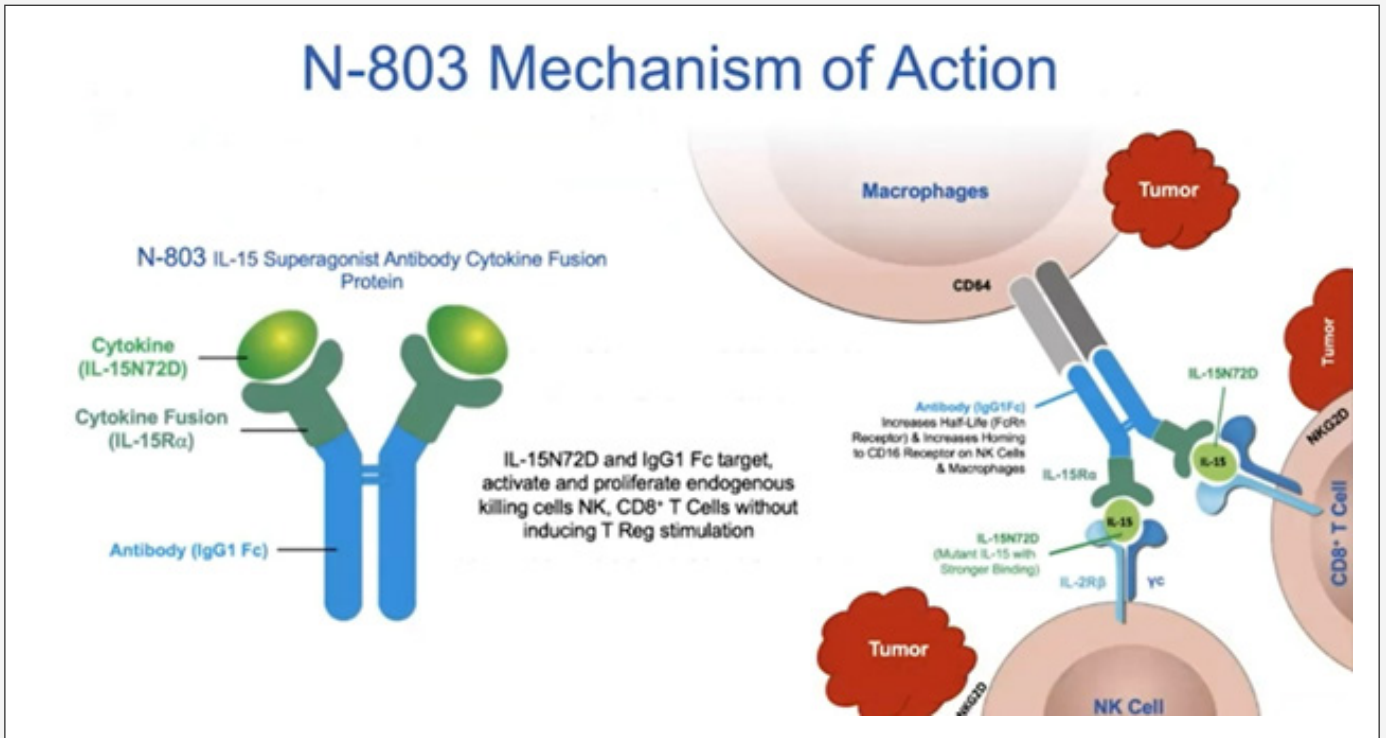 N-803 Mechanism of Action
N-803 IL-15 Superagonist Antibody Cytokine Fusion
Protein
Cytokine
(IL-15N72D)
Cytokine Fusion
(IL-15Rα)
Antibody (IgG1 Fc)
IL-15N72D and IgG1 Fc target,
activate and proliferate endogenous
killing cells NK, CD8⁺ T Cells without
inducing T Reg stimulation
Macrophages
Tumor
CD64
Tumor
IL-15N72D
NKG2D
Antibody (IgG1Fc)
Increases Half-Life (FcRn
Receptor) & Increases Homing
to CD16 Receptor on NK Cells
& Macrophages
IL-15
IL-15Rα
CD8⁺ T Cell
IL-15
IL-15N72D
(Mutant IL-15 with
Stronger Binding)
IL-2Rβ
γc
Tumor
NKG2D
NK Cell